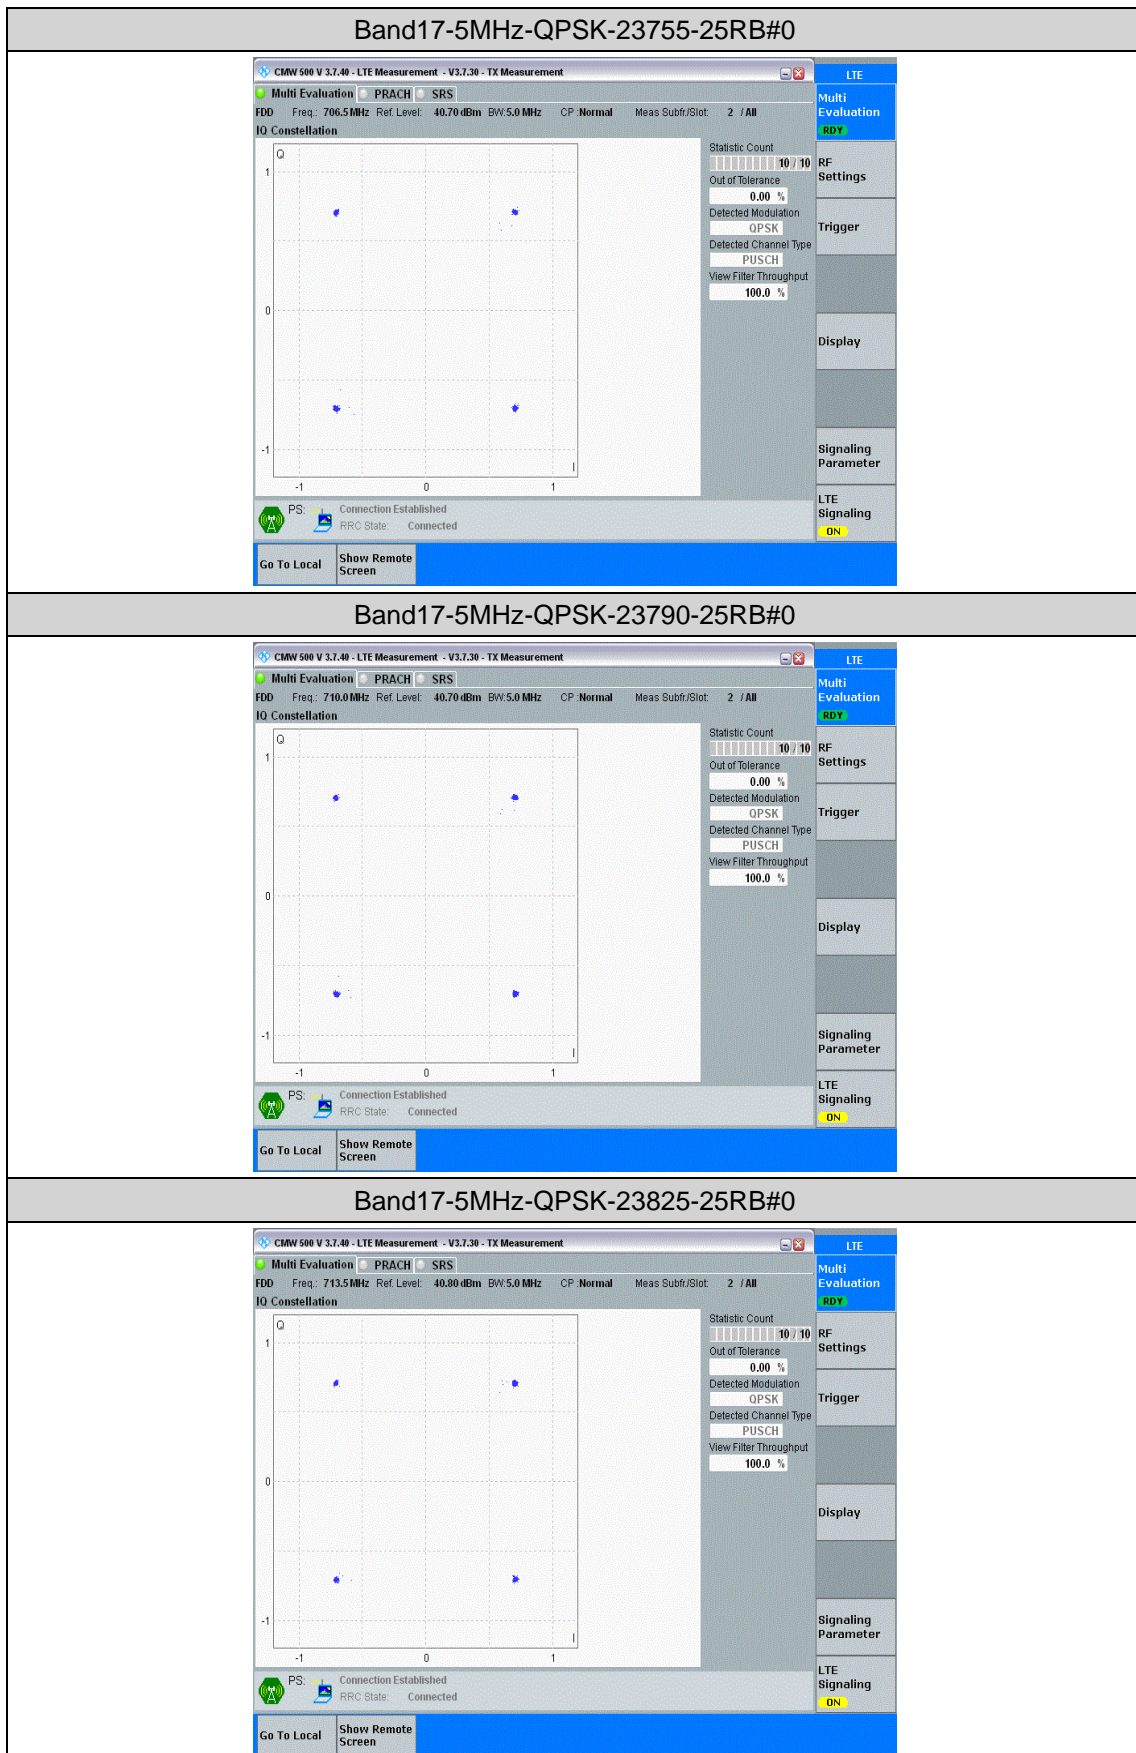 Band17-5MHz-QPSK-23755-25RB#0
CMW 500 V 3.7.40 - LTE Measurement - V3.7.30 - TX Measurement
LTE
Multi Evaluation PRACH SRS
Multi
Evaluation
RDY
FDD Freq.: 706.5 MHz Ref. Level: 40.70 dBm BW: 5.0 MHz CP: Normal Meas Subfr./Slot: 2 / All
IQ Constellation
Q
1
0
-1
-1 0 1
I
Statistic Count
10 / 10
Out of Tolerance
0.00 %
Detected Modulation
QPSK
Detected Channel Type
PUSCH
View Filter Throughput
100.0 %
RF
Settings
Trigger
Display
Signaling
Parameter
LTE
Signaling
ON
PS: Connection Established
RRC State: Connected
Go To Local
Show Remote
Screen
Band17-5MHz-QPSK-23790-25RB#0
CMW 500 V 3.7.40 - LTE Measurement - V3.7.30 - TX Measurement
LTE
Multi Evaluation PRACH SRS
Multi
Evaluation
RDY
FDD Freq.: 710.0 MHz Ref. Level: 40.70 dBm BW: 5.0 MHz CP: Normal Meas Subfr./Slot: 2 / All
IQ Constellation
Q
1
0
-1
-1 0 1
I
Statistic Count
10 / 10
Out of Tolerance
0.00 %
Detected Modulation
QPSK
Detected Channel Type
PUSCH
View Filter Throughput
100.0 %
RF
Settings
Trigger
Display
Signaling
Parameter
LTE
Signaling
ON
PS: Connection Established
RRC State: Connected
Go To Local
Show Remote
Screen
Band17-5MHz-QPSK-23825-25RB#0
CMW 500 V 3.7.40 - LTE Measurement - V3.7.30 - TX Measurement
LTE
Multi Evaluation PRACH SRS
Multi
Evaluation
RDY
FDD Freq.: 713.5 MHz Ref. Level: 40.80 dBm BW: 5.0 MHz CP: Normal Meas Subfr./Slot: 2 / All
IQ Constellation
Q
1
0
-1
-1 0 1
I
Statistic Count
10 / 10
Out of Tolerance
0.00 %
Detected Modulation
QPSK
Detected Channel Type
PUSCH
View Filter Throughput
100.0 %
RF
Settings
Trigger
Display
Signaling
Parameter
LTE
Signaling
ON
PS: Connection Established
RRC State: Connected
Go To Local
Show Remote
Screen